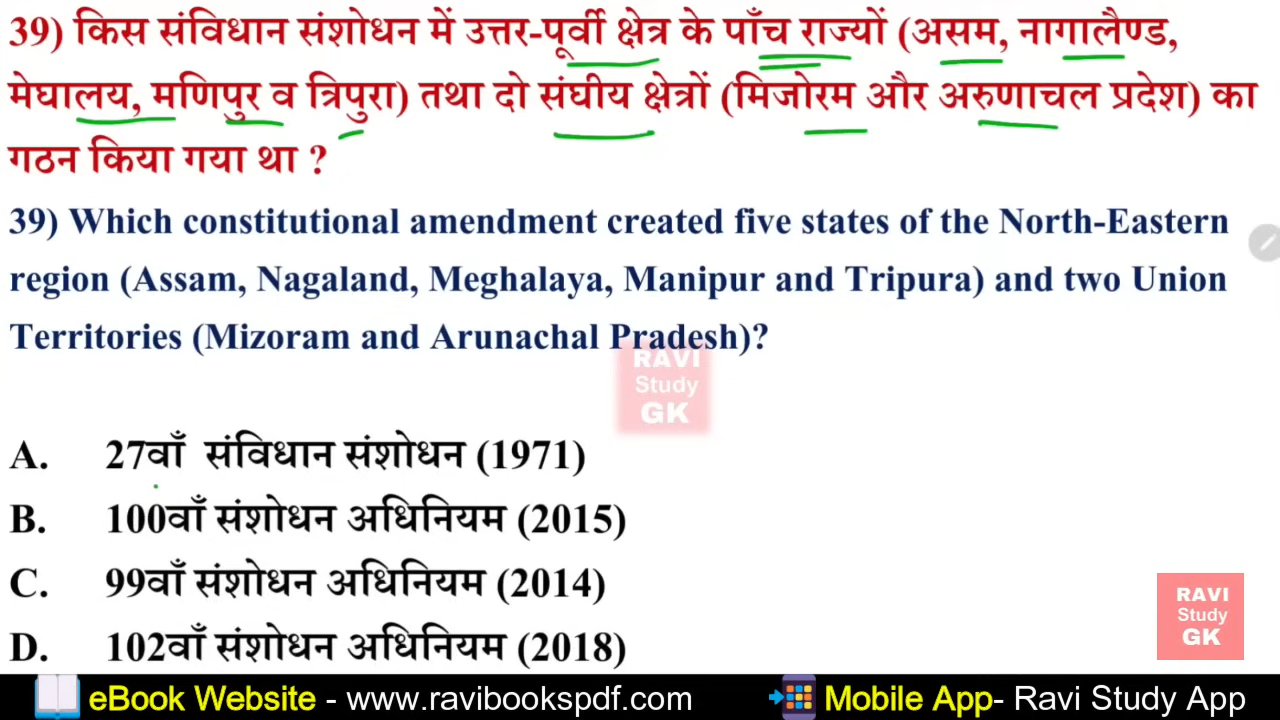 39) किस संविधान संशोधन में उत्तर-पूर्वी क्षेत्र के पाँच राज्यों (असम, नागालैण्ड,
मेघालय, मणिपुर व त्रिपुरा) तथा दो संघीय क्षेत्रों (मिजोरम और अरुणाचल प्रदेश) का
गठन किया गया था ?
39) Which constitutional amendment created five states of the North-Eastern
region (Assam, Nagaland, Meghalaya, Manipur and Tripura) and two Union
Territories (Mizoram and Arunachal Pradesh)?
RAVI
Study
GK
A. 27वाँ संविधान संशोधन (1971)
B. 100वाँ संशोधन अधिनियम (2015)
C. 99वाँ संशोधन अधिनियम (2014)
D. 102वाँ संशोधन अधिनियम (2018)
RAVI
Study
GK
eBook Website - www.ravibookspdf.com
Mobile App- Ravi Study App